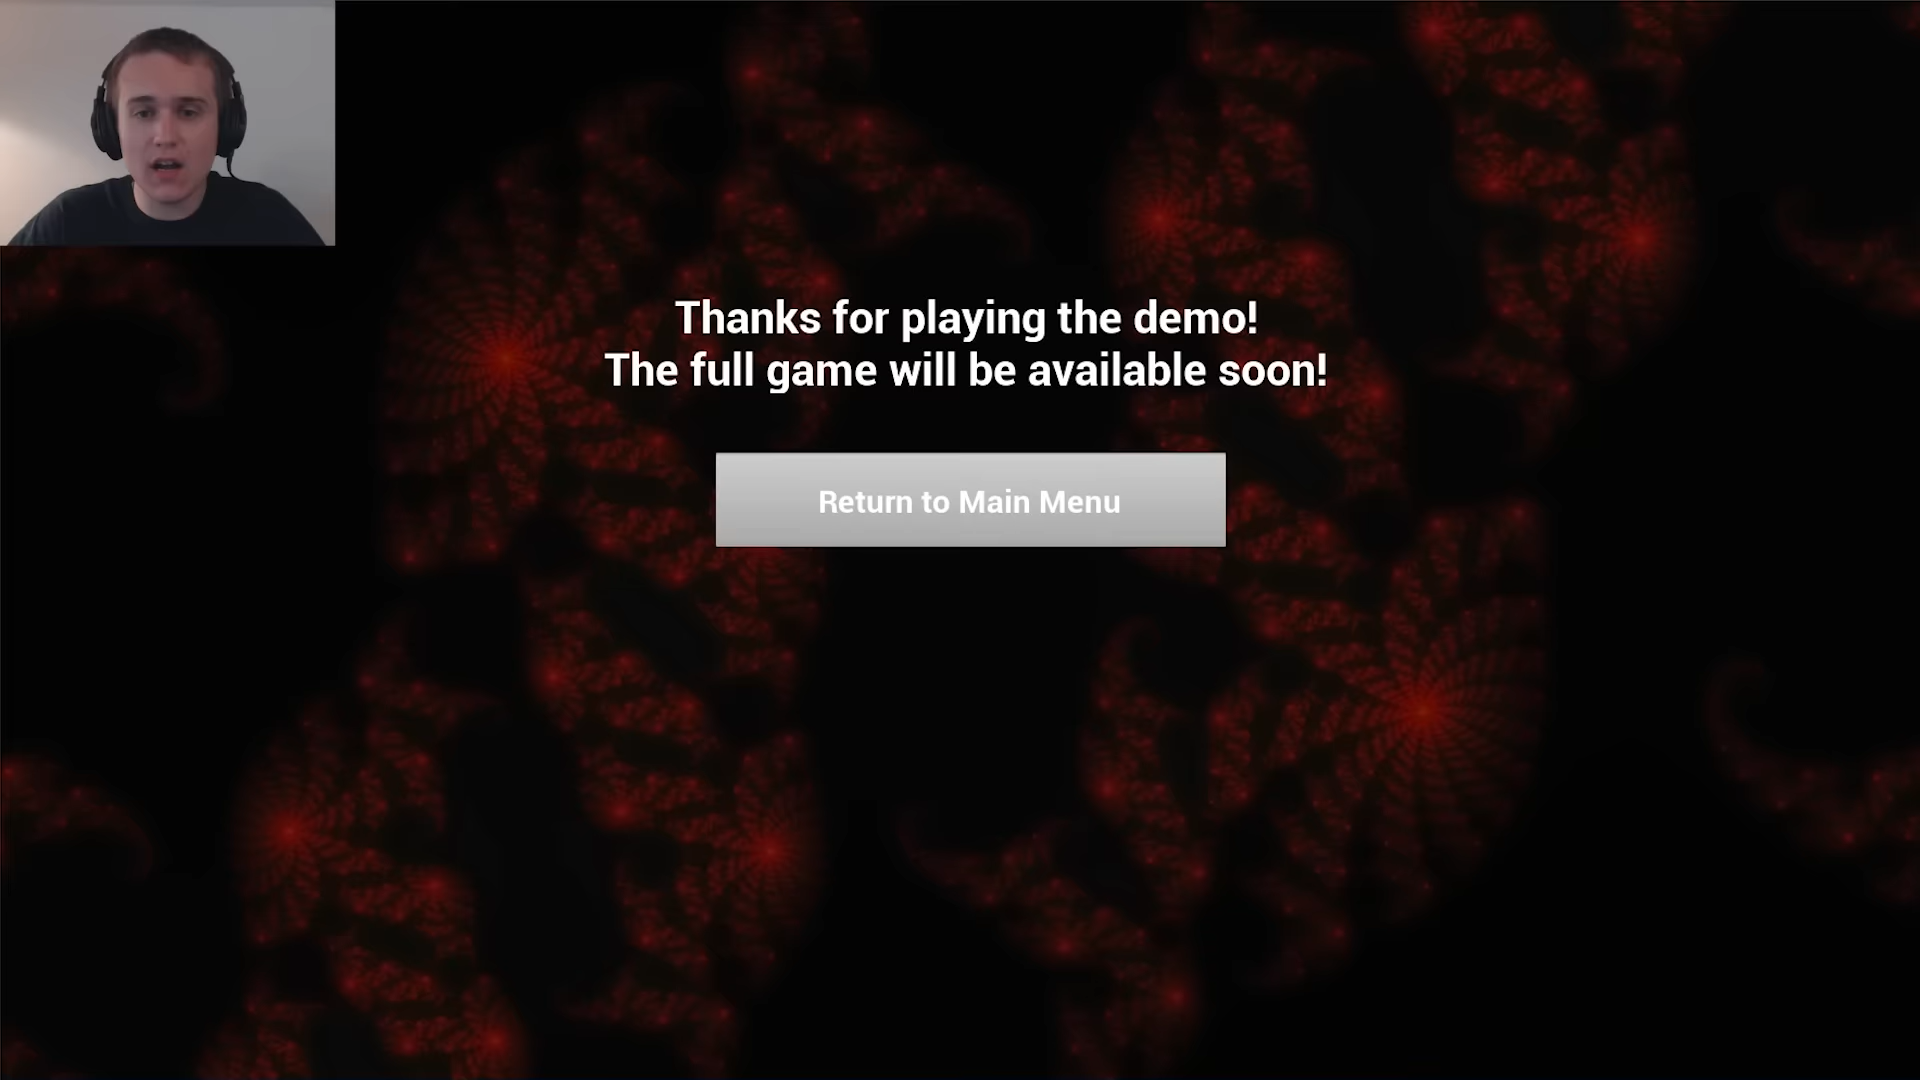 Thanks for playing the demo!
The full game will be available soon!
Return to Main Menu